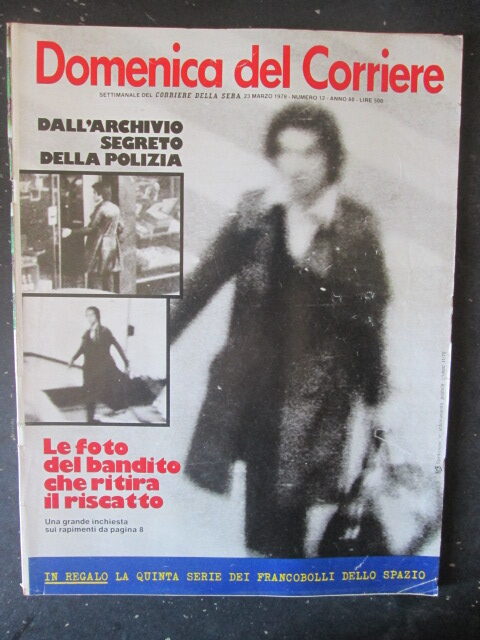 Domenica del Corriere
SETTIMANALE DEL CORRIERE DELLA SERA 23 MARZO 1978 - NUMERO 12 - ANNO 80 - LIRE 500
DALL'ARCHIVIO
SEGRETO
DELLA POLIZIA
Le foto
del bandito
che ritira
il riscatto
Una grande inchiesta
sui rapimenti da pagina 8
IN REGALO LA QUINTA SERIE DEI FRANCOBOLLI DELLO SPAZIO